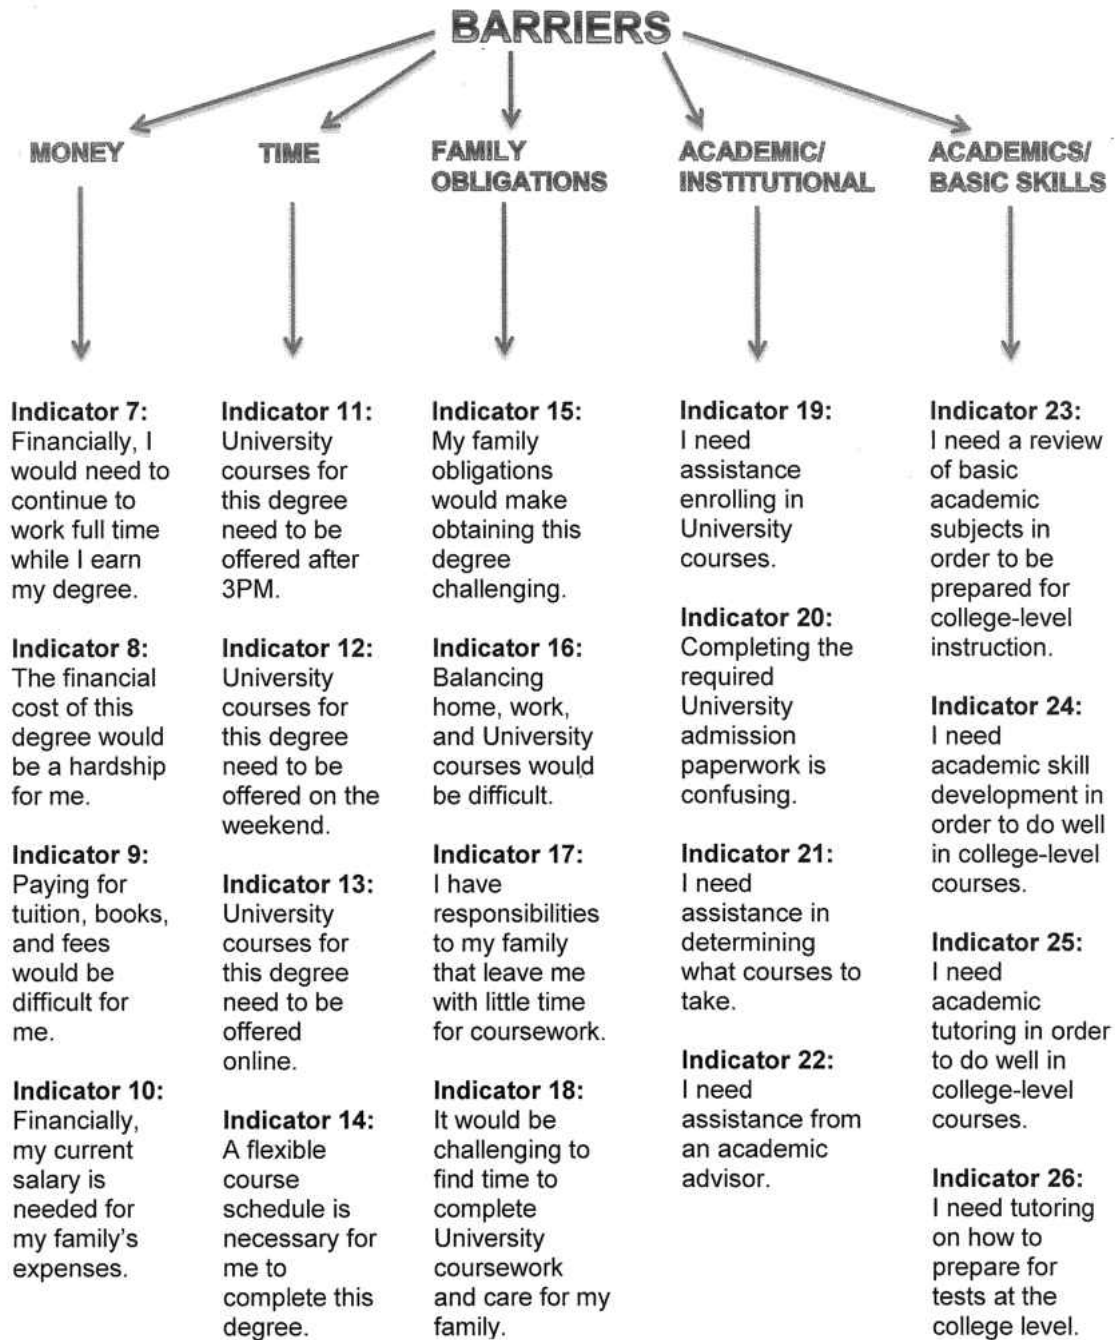 BARRIERS
MONEY
TIME
FAMILY
OBLIGATIONS
ACADEMIC/
INSTITUTIONAL
ACADEMICS/
BASIC SKILLS
Indicator 7:
Financially, I
would need to
continue to
work full time
while I earn
my degree.
Indicator 8:
The financial
cost of this
degree would
be a hardship
for me.
Indicator 9:
Paying for
tuition, books,
and fees
would be
difficult for
me.
Indicator 10:
Financially,
my current
salary is
needed for
my family's
expenses.
Indicator 11:
University
courses for
this degree
need to be
offered after
3PM.
Indicator 12:
University
courses for
this degree
need to be
offered on the
weekend.
Indicator 13:
University
courses for
this degree
need to be
offered
online.
Indicator 14:
A flexible
course
schedule is
necessary for
me to
complete this
degree.
Indicator 15:
My family
obligations
would make
obtaining this
degree
challenging.
Indicator 16:
Balancing
home, work,
and University
courses would
be difficult.
Indicator 17:
I have
responsibilities
to my family
that leave me
with little time
for coursework.
Indicator 18:
It would be
challenging to
find time to
complete
University
coursework
and care for my
family.
Indicator 19:
I need
assistance
enrolling in
University
courses.
Indicator 20:
Completing the
required
University
admission
paperwork is
confusing.
Indicator 21:
I need
assistance in
determining
what courses to
take.
Indicator 22:
I need
assistance from
an academic
advisor.
Indicator 23:
I need a review
of basic
academic
subjects in
order to be
prepared for
college-level
instruction.
Indicator 24:
I need
academic skill
development in
order to do well
in college-level
courses.
Indicator 25:
I need
academic
tutoring in order
to do well in
college-level
courses.
Indicator 26:
I need tutoring
on how to
prepare for
tests at the
college level.